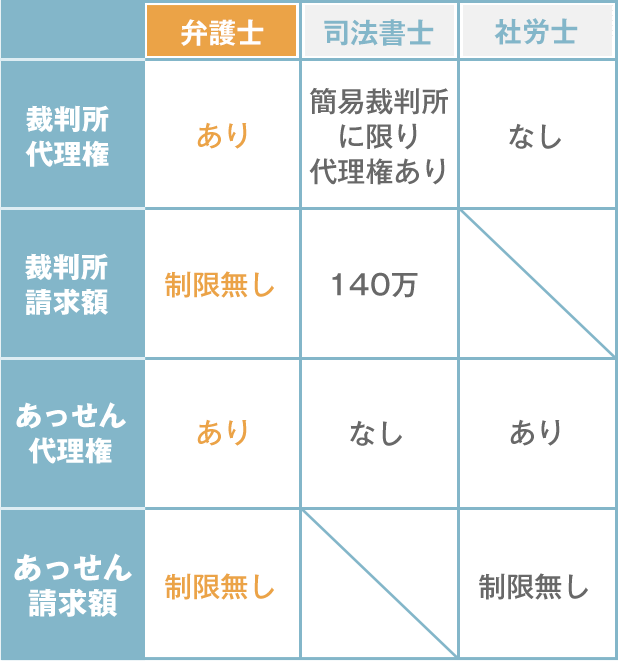 弁護士 司法書士 社労士
裁判所
代理権
あり
簡易裁判所
に限り
代理権あり
なし
裁判所
請求額
制限無し
140万
あっせん
代理権
あり
なし
あり
あっせん
請求額
制限無し
制限無し